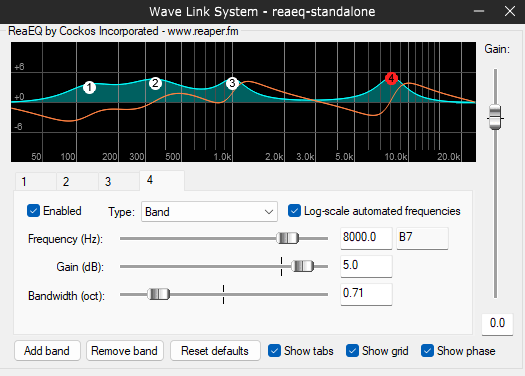 Wave Link System - reaeq-standalone
ReaEQ by Cockos Incorporated - www.reaper.fm
Gain:
+6
+0
-6
1
2
3
4
50 100 200 300 500 1.0k 2.0k 3.0k 5.0k 10.0k 20.0k
1 2 3 4
Enabled Type: Band Log-scale automated frequencies
Frequency (Hz): 8000.0 B7
Gain (dB): 5.0
Bandwidth (oct): 0.71
0.0
Add band Remove band Reset defaults Show tabs Show grid Show phase